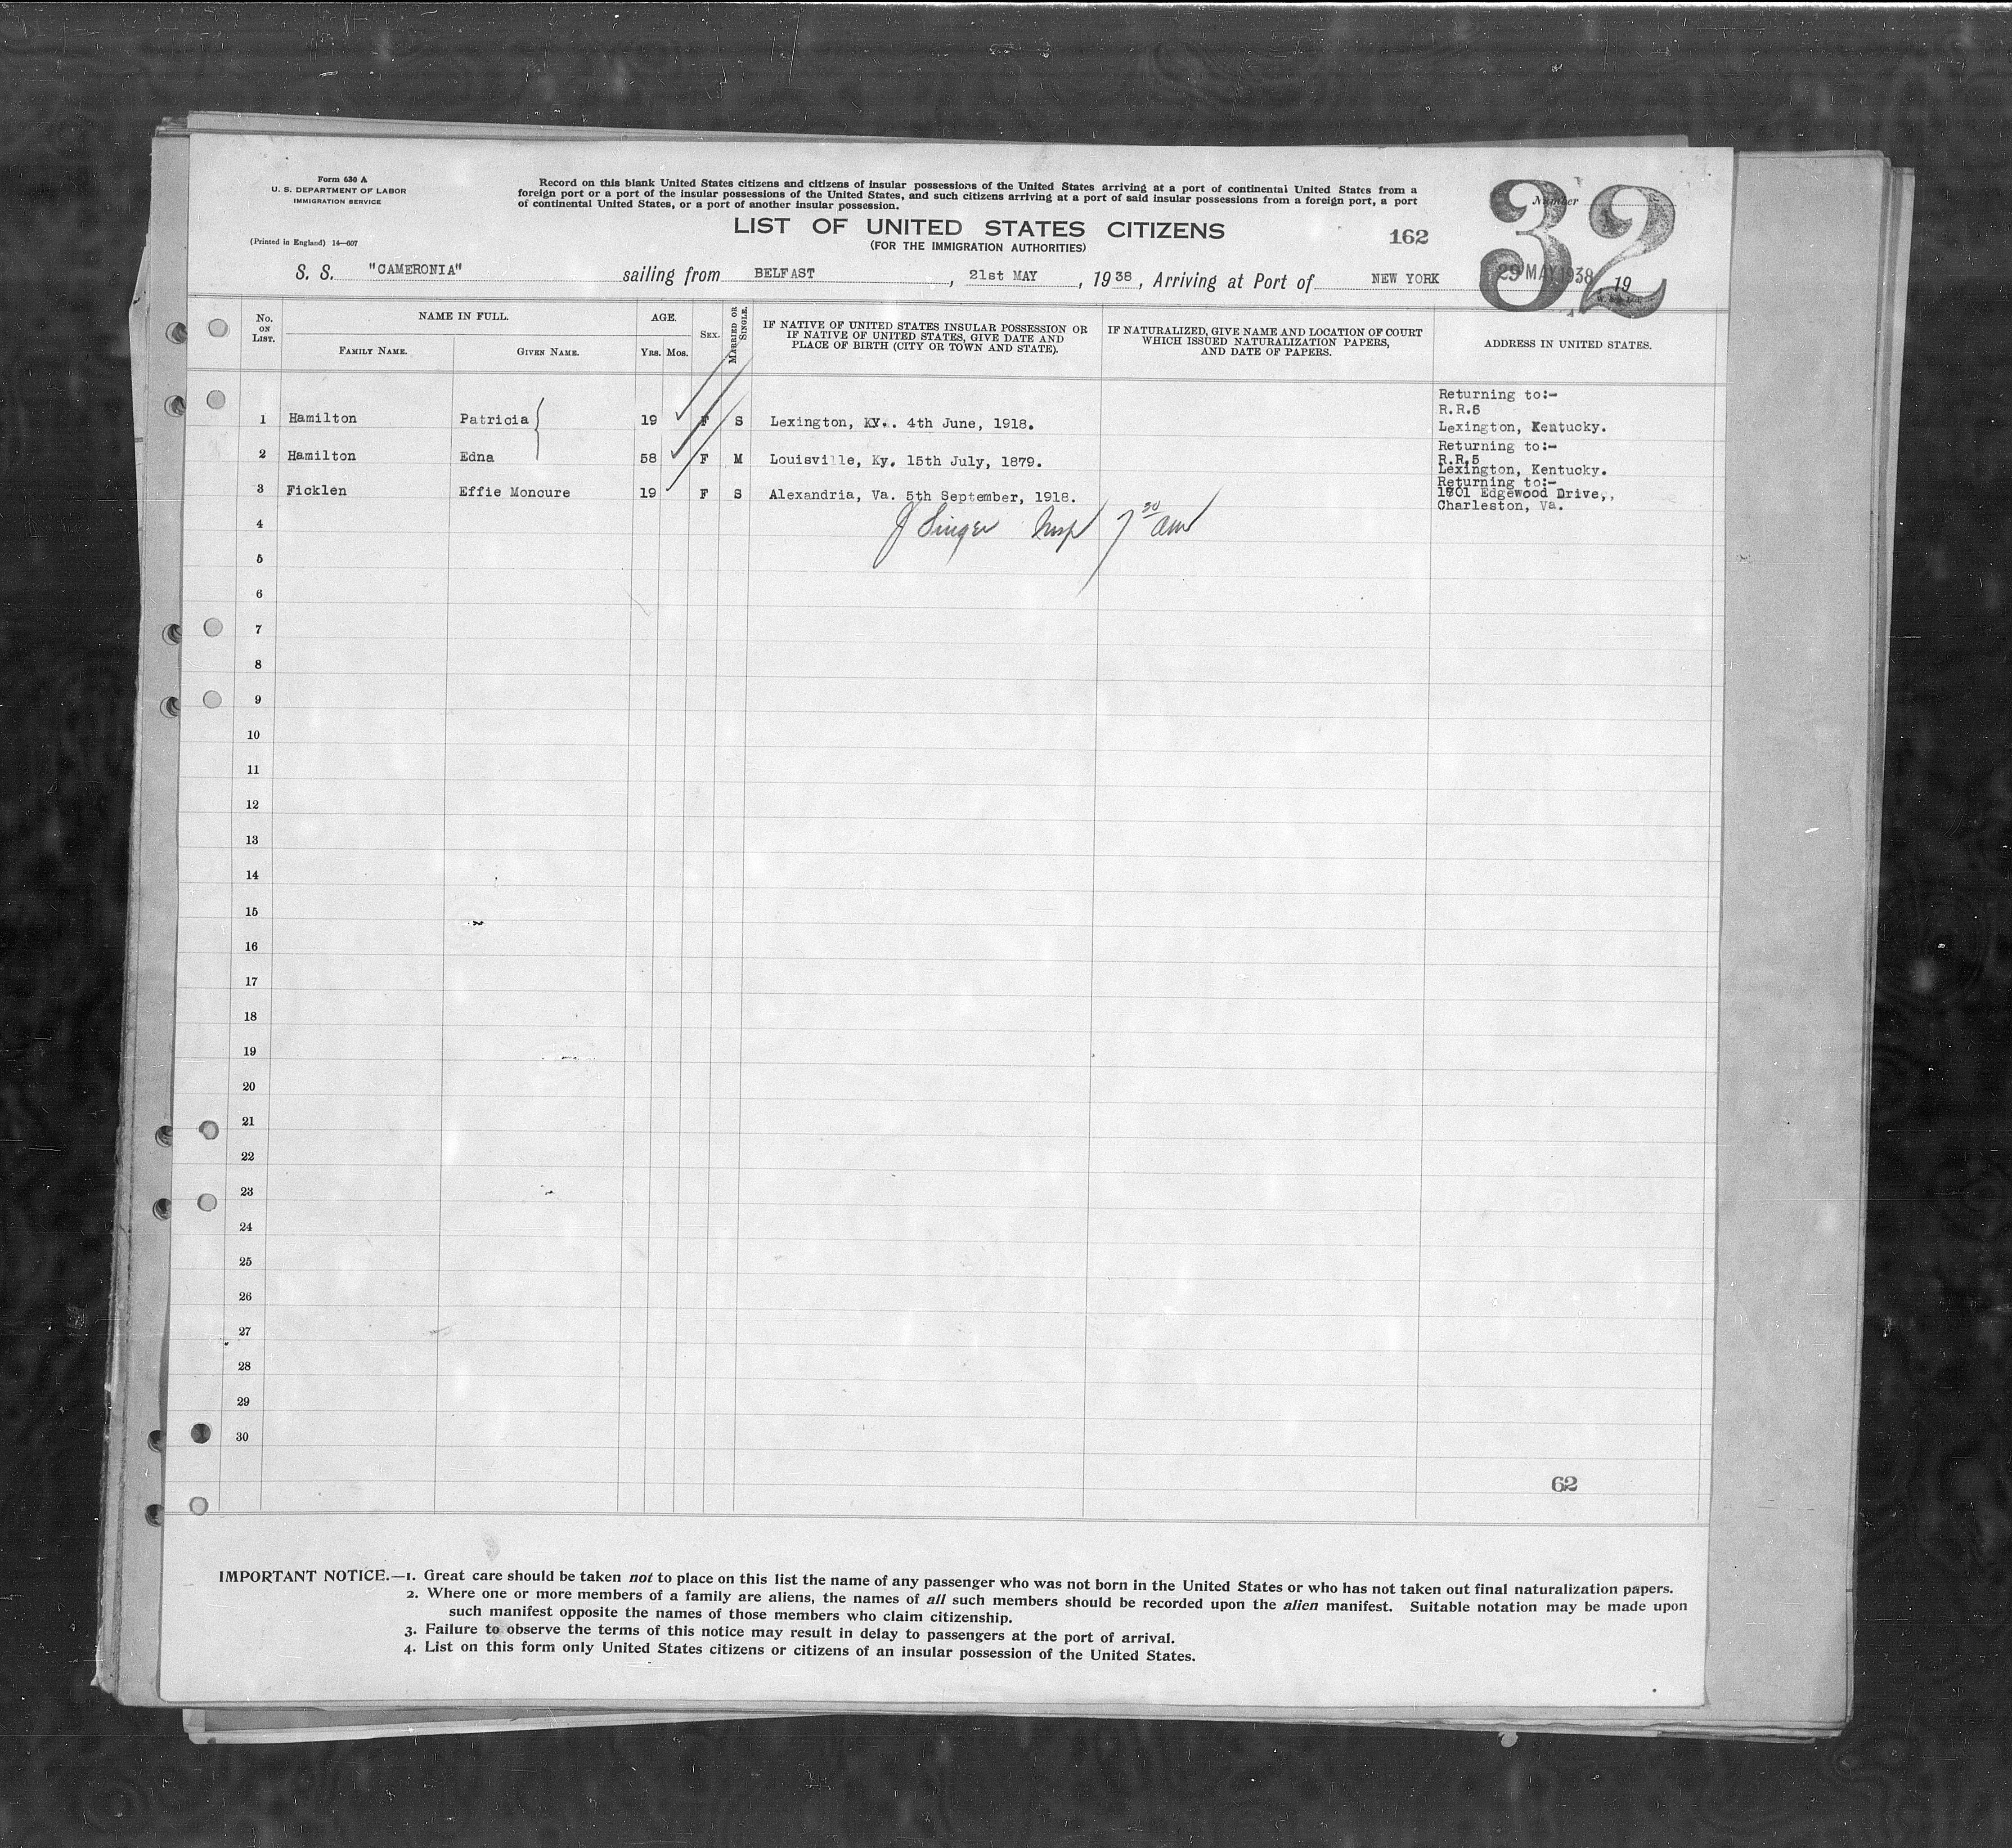 Form 630 A
U. S. DEPARTMENT OF LABOR
IMMIGRATION SERVICE
(Printed in England) 14—607
Record on this blank United States citizens and citizens of insular possessions of the United States arriving at a port of continental United States from a
foreign port or a port of the insular possessions of the United States, and such citizens arriving at a port of said insular possessions from a foreign port, a port
of continental United States, or a port of another insular possession.
Number
32
LIST OF UNITED STATES CITIZENS
(FOR THE IMMIGRATION AUTHORITIES)
162
S. S. "CAMERONIA" sailing from BELFAST, 21st MAY, 1938, Arriving at Port of NEW YORK 29 MAY 1938 19
No. ON LIST.
NAME IN FULL.
FAMILY NAME.
GIVEN NAME.
AGE.
YRS. MOS.
SEX.
MARRIED OR SINGLE.
IF NATIVE OF UNITED STATES INSULAR POSSESSION OR
IF NATIVE OF UNITED STATES, GIVE DATE AND
PLACE OF BIRTH (CITY OR TOWN AND STATE).
IF NATURALIZED, GIVE NAME AND LOCATION OF COURT
WHICH ISSUED NATURALIZATION PAPERS,
AND DATE OF PAPERS.
ADDRESS IN UNITED STATES.
1 Hamilton Patricia 19 F S Lexington, Ky.. 4th June, 1918.
Returning to:-
R.R.5
Lexington, Kentucky.
2 Hamilton Edna 58 F M Louisville, Ky. 15th July, 1879.
Returning to:-
R.R.5
Lexington, Kentucky.
3 Ficklen Effie Moncure 19 F S Alexandria, Va. 5th September, 1918.
Returning to:-
1701 Edgewood Drive,,
Charleston, Va.
4
J Singer Insp 7 30 am
5
6
7
8
9
10
11
12
13
14
15
16
17
18
19
20
21
22
23
24
25
26
27
28
29
30
62
IMPORTANT NOTICE.—1. Great care should be taken not to place on this list the name of any passenger who was not born in the United States or who has not taken out final naturalization papers.
2. Where one or more members of a family are aliens, the names of all such members should be recorded upon the alien manifest. Suitable notation may be made upon
such manifest opposite the names of those members who claim citizenship.
3. Failure to observe the terms of this notice may result in delay to passengers at the port of arrival.
4. List on this form only United States citizens or citizens of an insular possession of the United States.